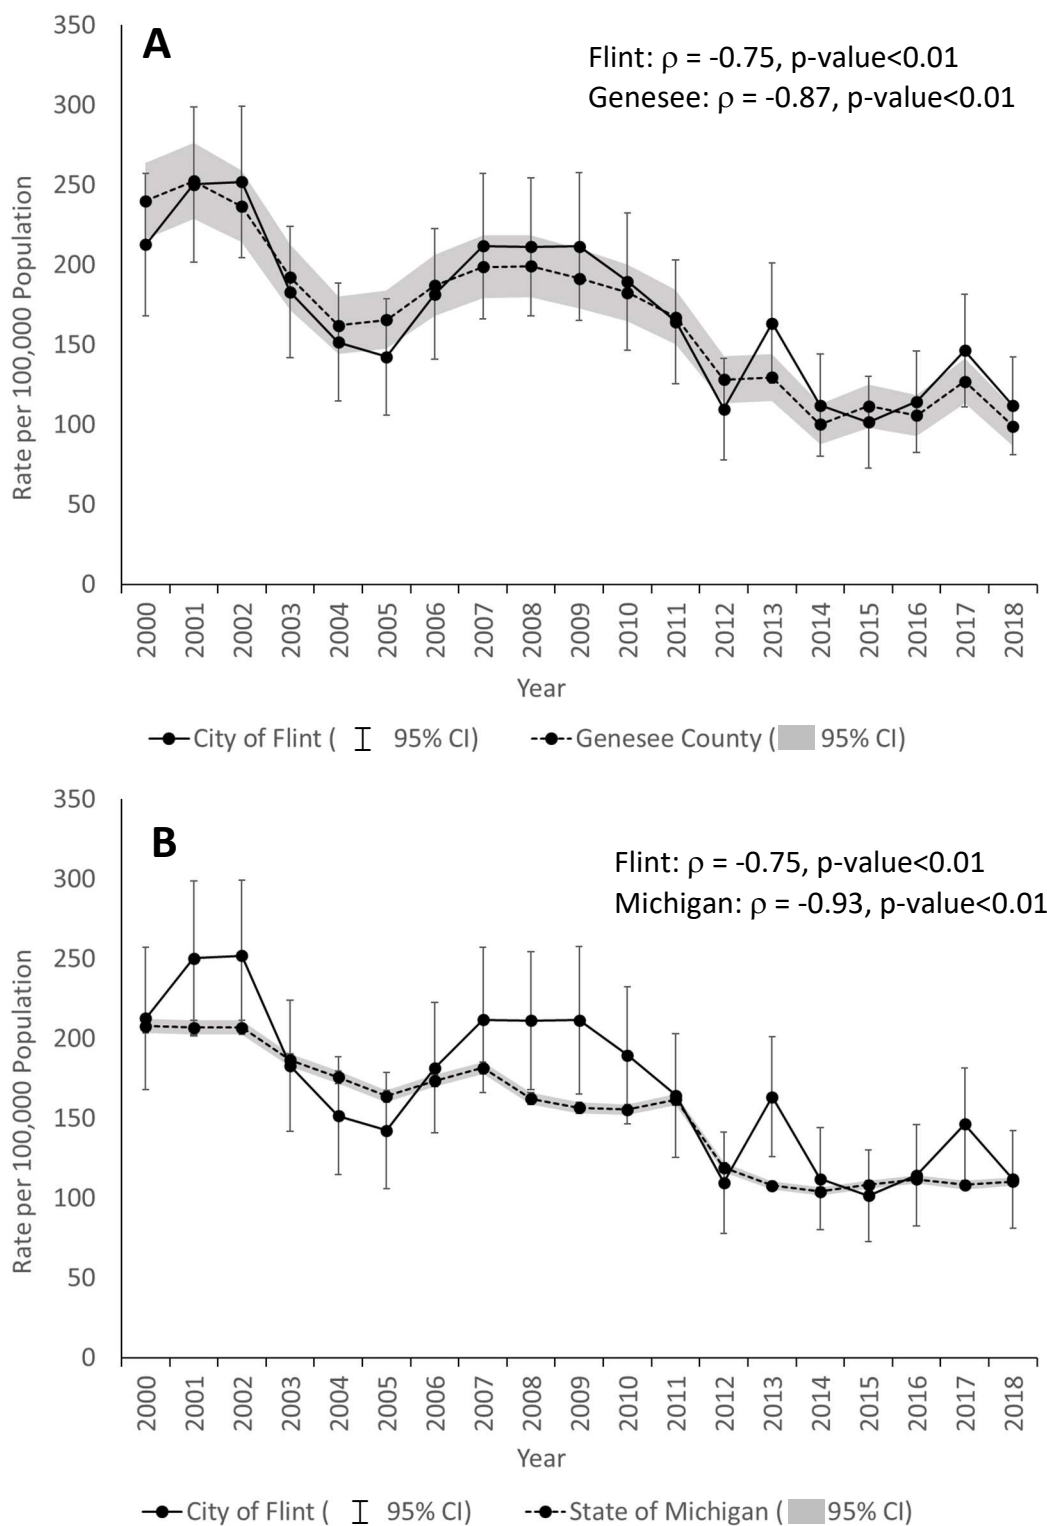 A
Flint: ρ = -0.75, p-value<0.01
Genesee: ρ = -0.87, p-value<0.01
350
300
250
200
150
100
50
0
Rate per 100,000 Population
2000 2001 2002 2003 2004 2005 2006 2007 2008 2009 2010 2011 2012 2013 2014 2015 2016 2017 2018
Year
City of Flint ( 95% CI) Genesee County ( 95% CI)
B
Flint: ρ = -0.75, p-value<0.01
Michigan: ρ = -0.93, p-value<0.01
350
300
250
200
150
100
50
0
Rate per 100,000 Population
2000 2001 2002 2003 2004 2005 2006 2007 2008 2009 2010 2011 2012 2013 2014 2015 2016 2017 2018
Year
City of Flint ( 95% CI) State of Michigan ( 95% CI)